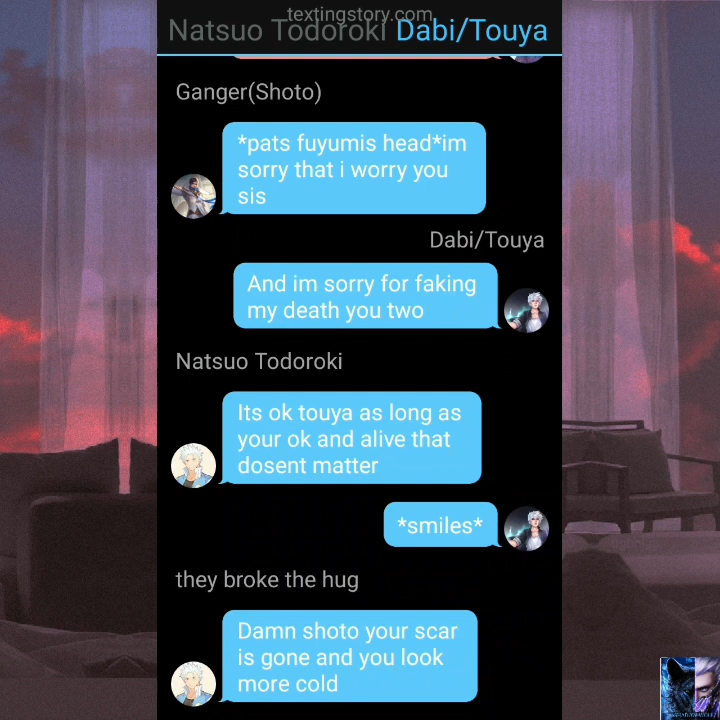 textingstory.com
Natsuo Todoroki Dabi/Touya
Ganger(Shoto)
*pats fuyumis head*im
sorry that i worry you
sis
Dabi/Touya
And im sorry for faking
my death you two
Natsuo Todoroki
Its ok touya as long as
your ok and alive that
dosent matter
*smiles*
they broke the hug
Damn shoto your scar
is gone and you look
more cold